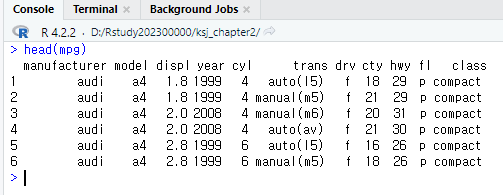 Console Terminal × Background Jobs ×
R 4.2.2 · D:/Rstudy202300000/ksj_chapter2/
> head(mpg)
manufacturer model displ year cyl trans drv cty hwy fl class
1 audi a4 1.8 1999 4 auto(l5) f 18 29 p compact
2 audi a4 1.8 1999 4 manual(m5) f 21 29 p compact
3 audi a4 2.0 2008 4 manual(m6) f 20 31 p compact
4 audi a4 2.0 2008 4 auto(av) f 21 30 p compact
5 audi a4 2.8 1999 6 auto(l5) f 16 26 p compact
6 audi a4 2.8 1999 6 manual(m5) f 18 26 p compact
>